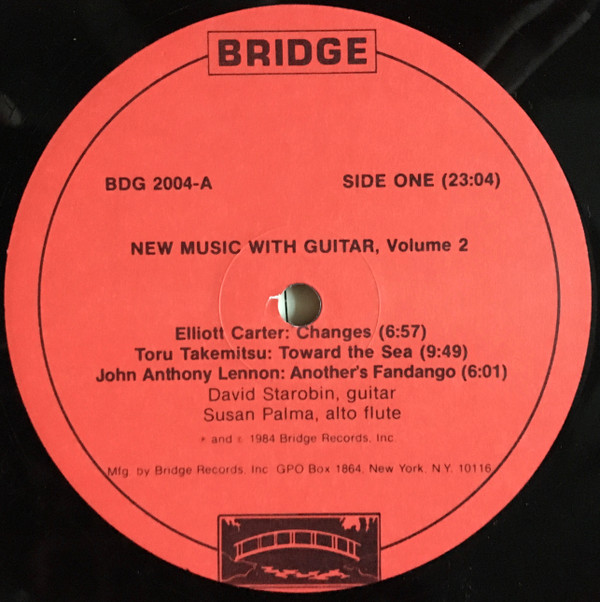 BRIDGE
BDG 2004-A SIDE ONE (23:04)
NEW MUSIC WITH GUITAR, Volume 2
Elliott Carter: Changes (6:57)
Toru Takemitsu: Toward the Sea (9:49)
John Anthony Lennon: Another's Fandango (6:01)
David Starobin, guitar
Susan Palma, alto flute
℗ and © 1984 Bridge Records, Inc.
Mfg. by Bridge Records, Inc. GPO Box 1864, New York, N.Y. 10116